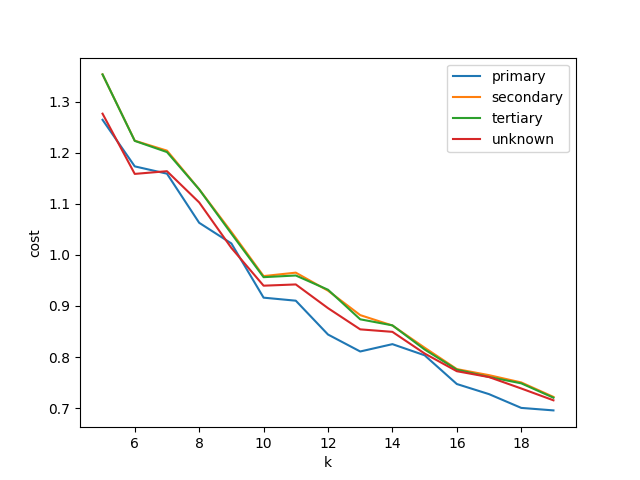 primary
secondary
tertiary
unknown
1.3
1.2
1.1
1.0
0.9
0.8
0.7
cost
6 8 10 12 14 16 18
k